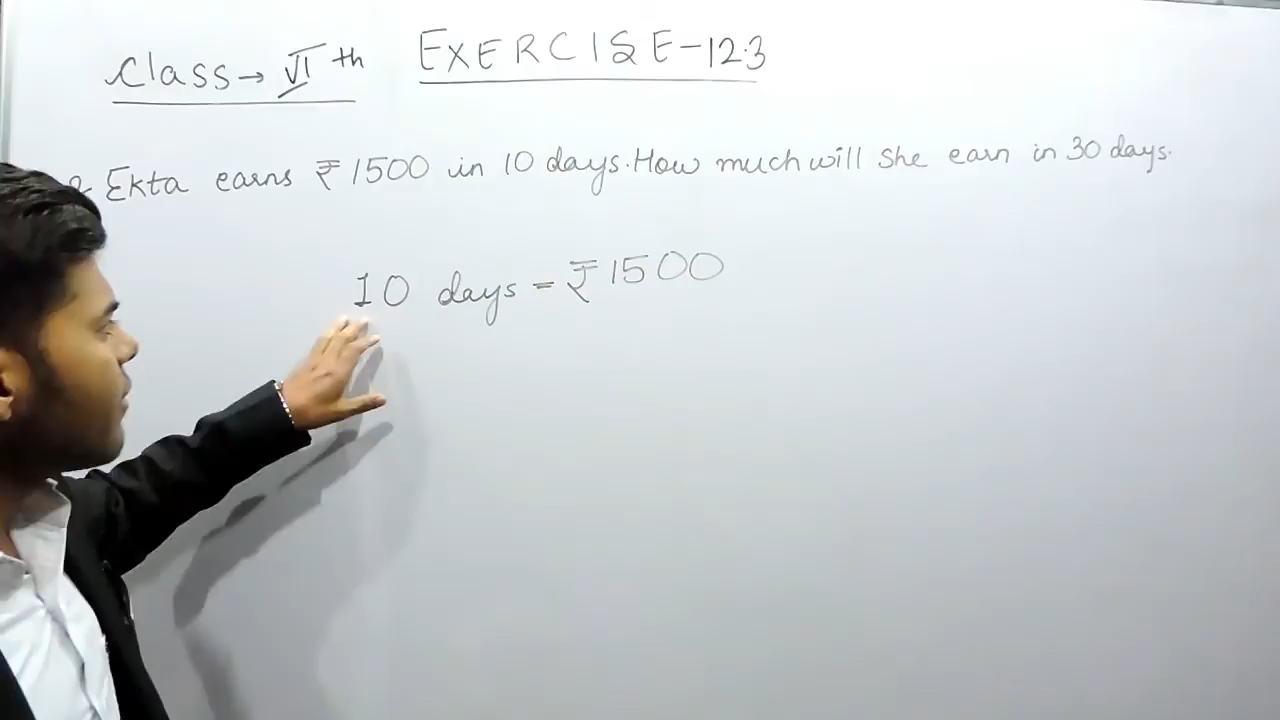 Class → VI th EXERCISE-12.3
Ekta earns ₹ 1500 in 10 days. How much will she earn in 30 days.
10 days = ₹ 1500